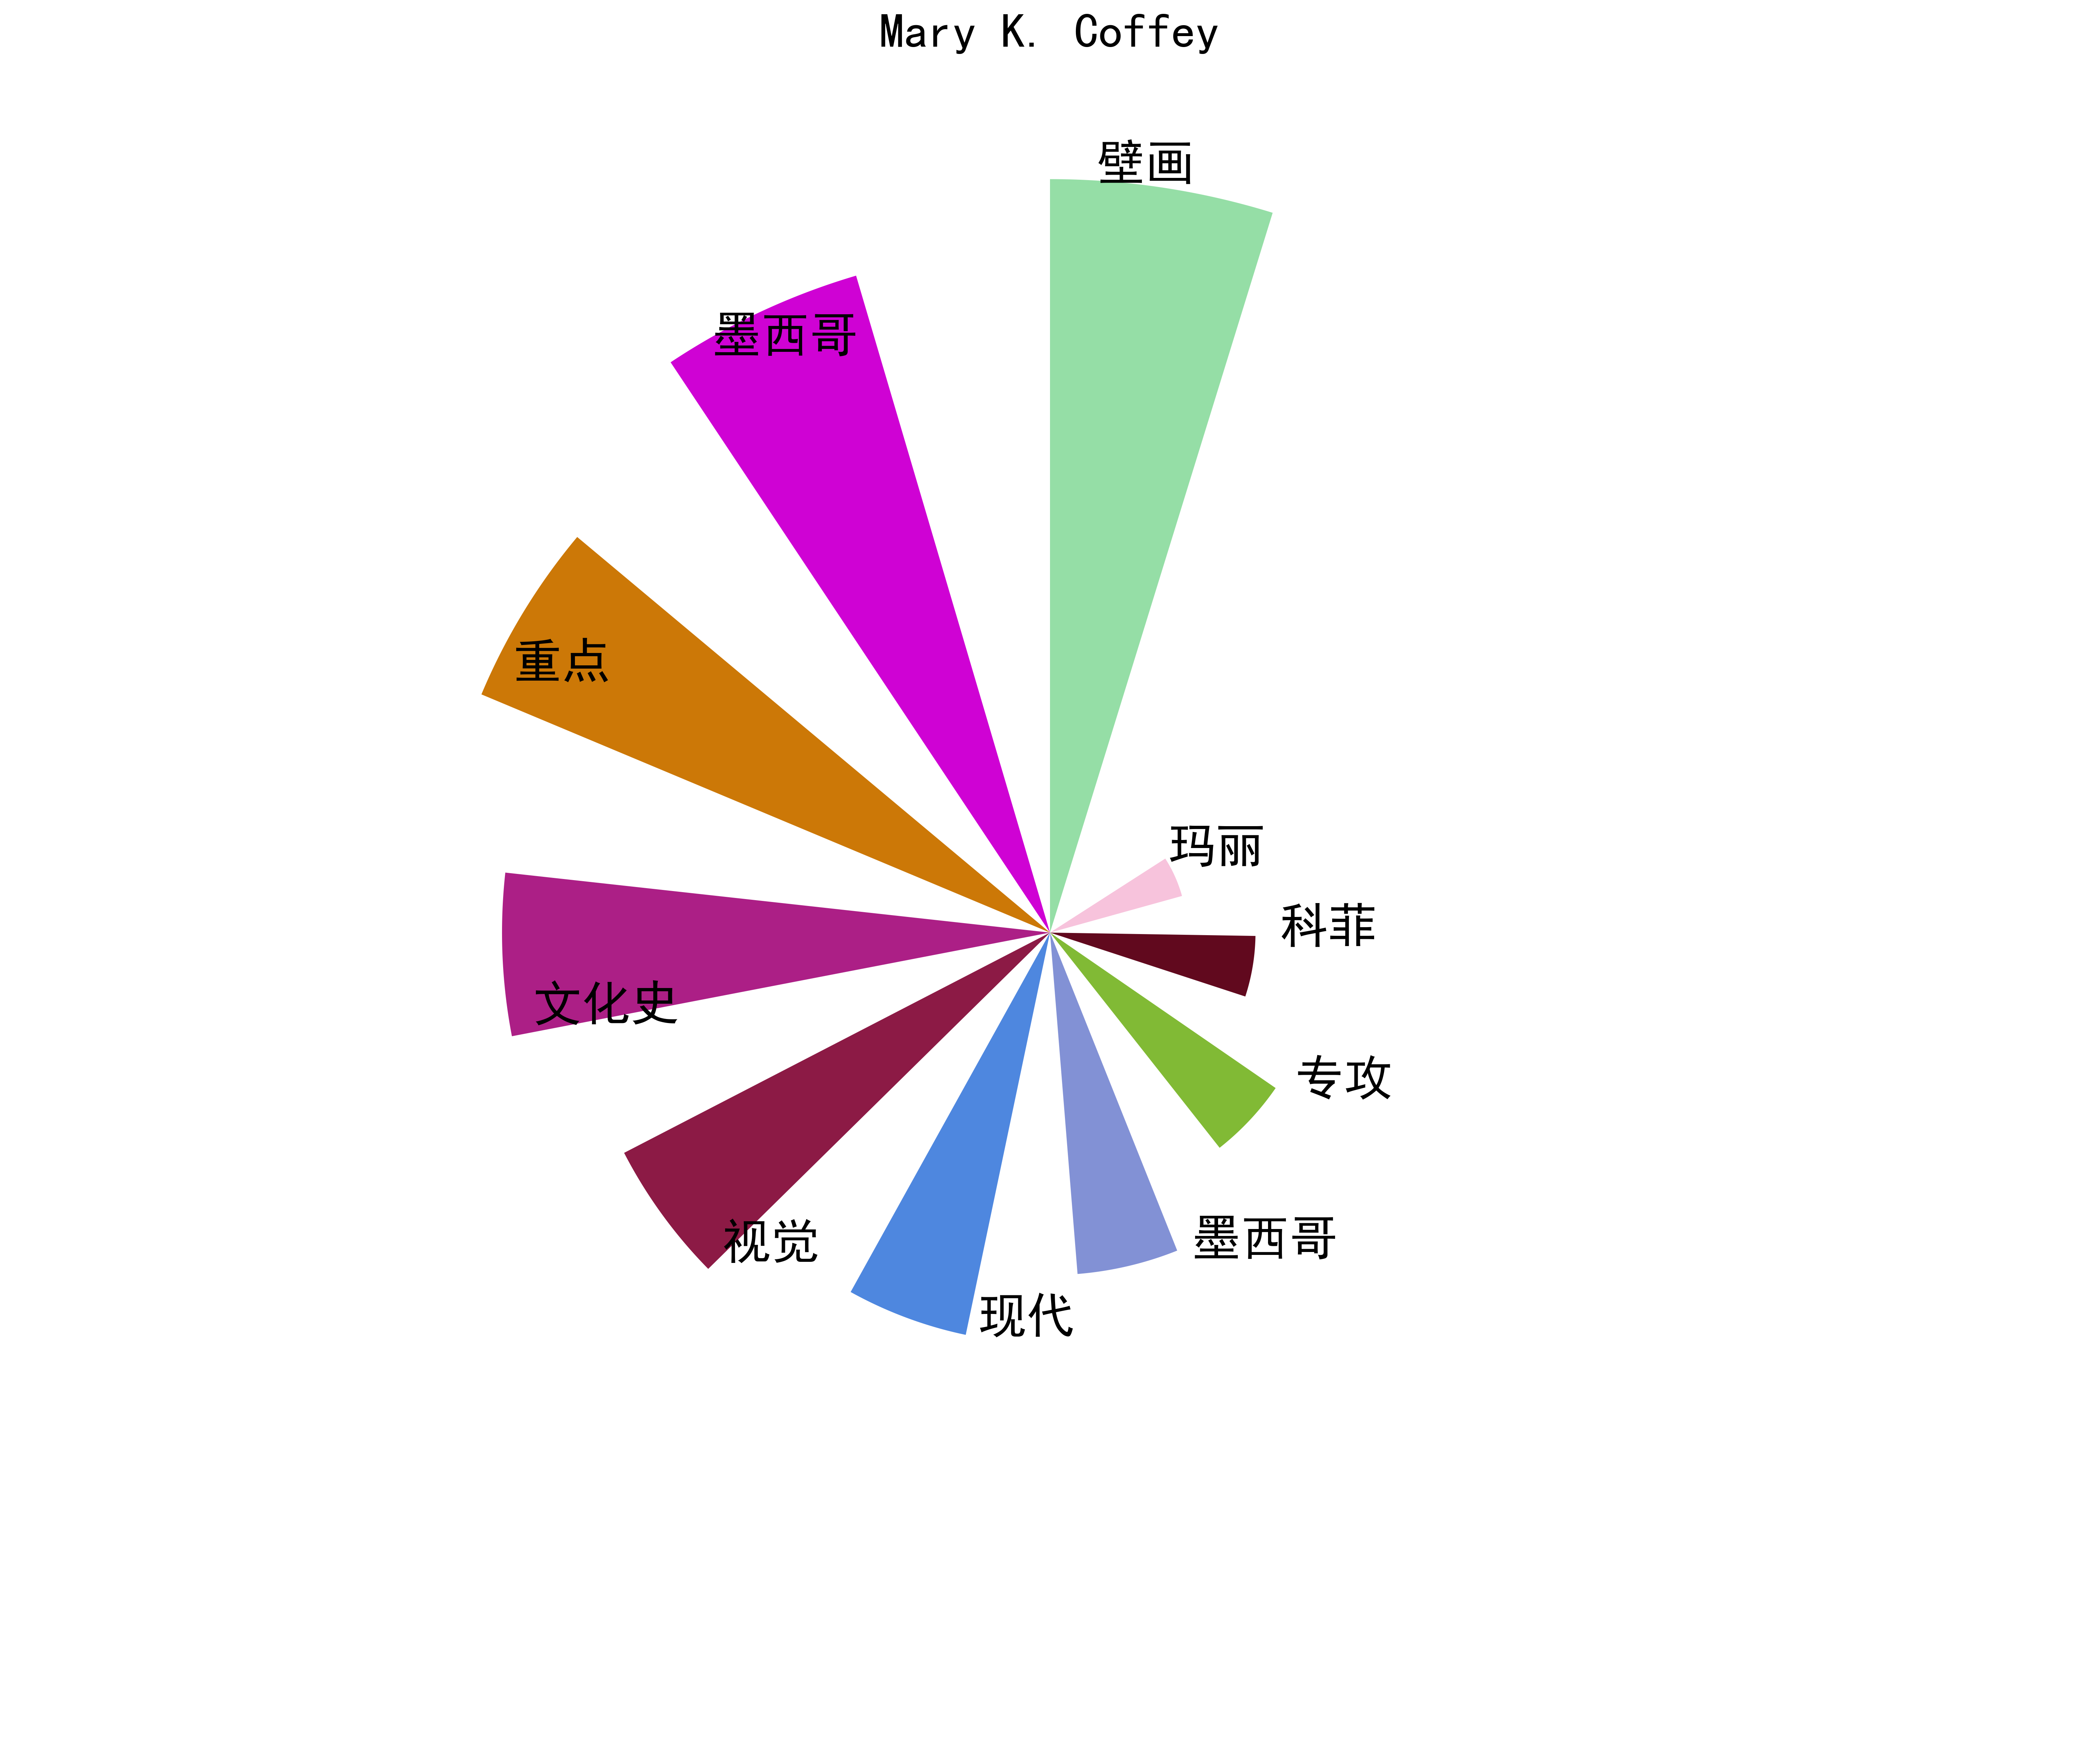 Mary K. Coffey
壁画
墨西哥
重点
玛丽
科菲
文化史
专攻
视觉
墨西哥
现代